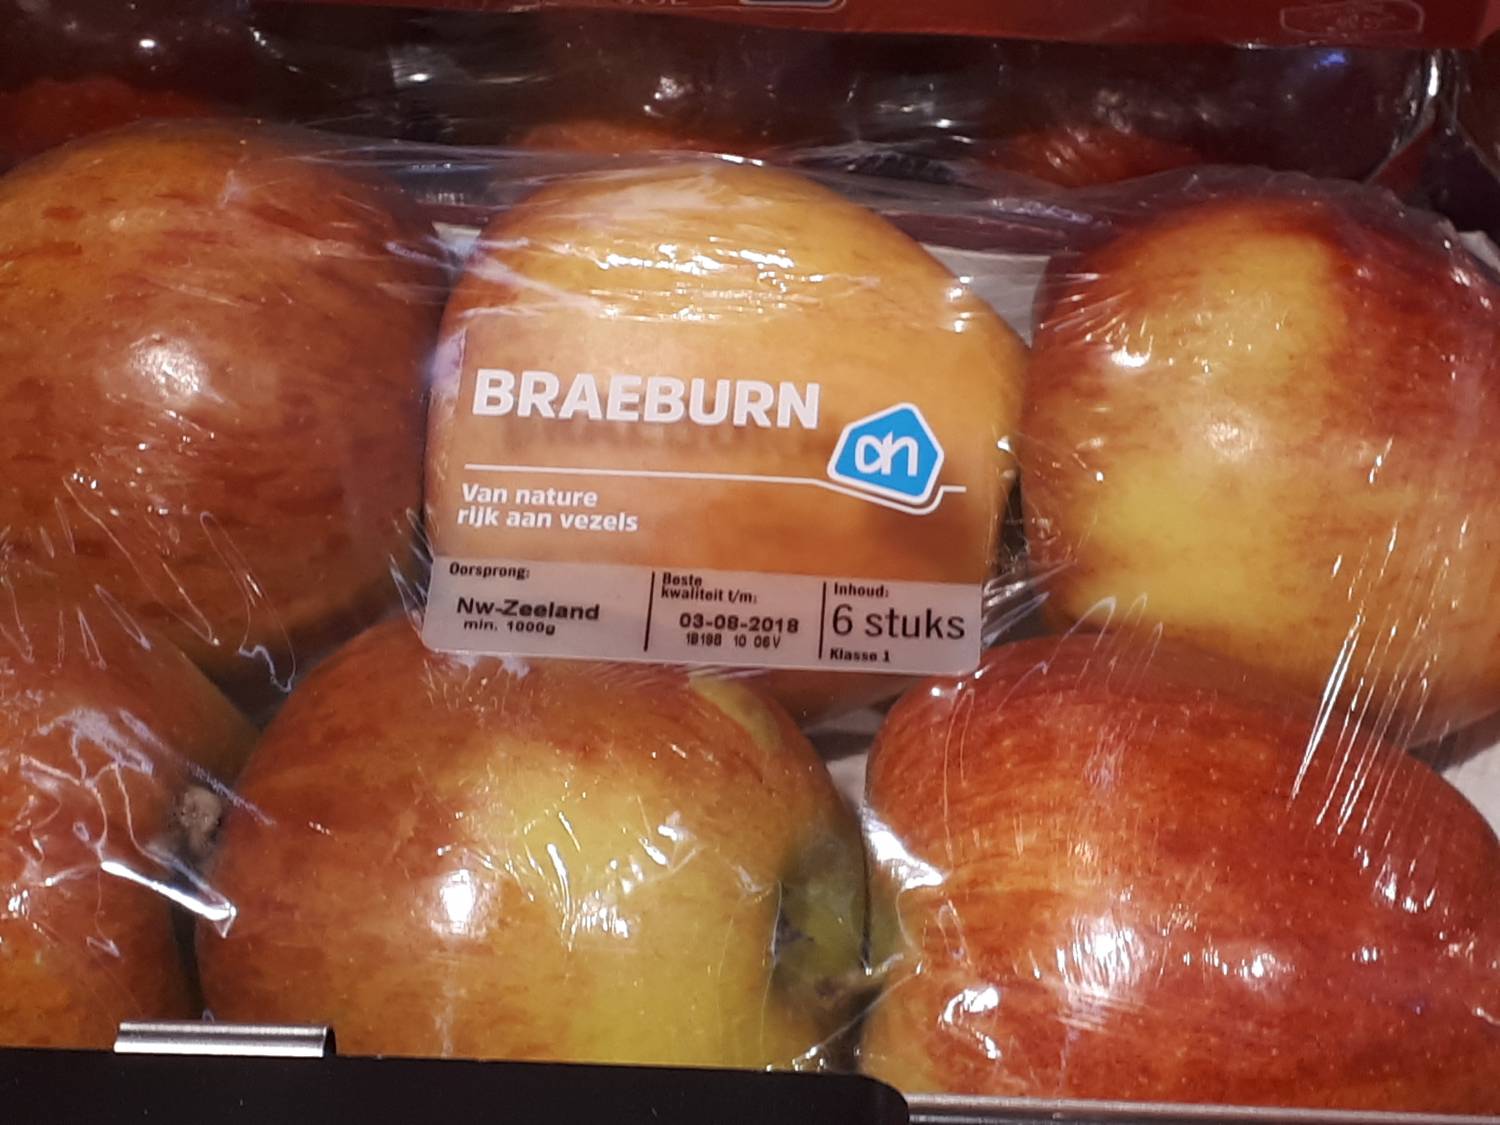 BRAEBURN
ah
Van nature
rijk aan vezels
Oorsprong:
Nw-Zeeland
min. 1000g
Beste
kwaliteit t/m:
03-08-2018
18198 10 06V
Inhoud:
6 stuks
Klasse 1